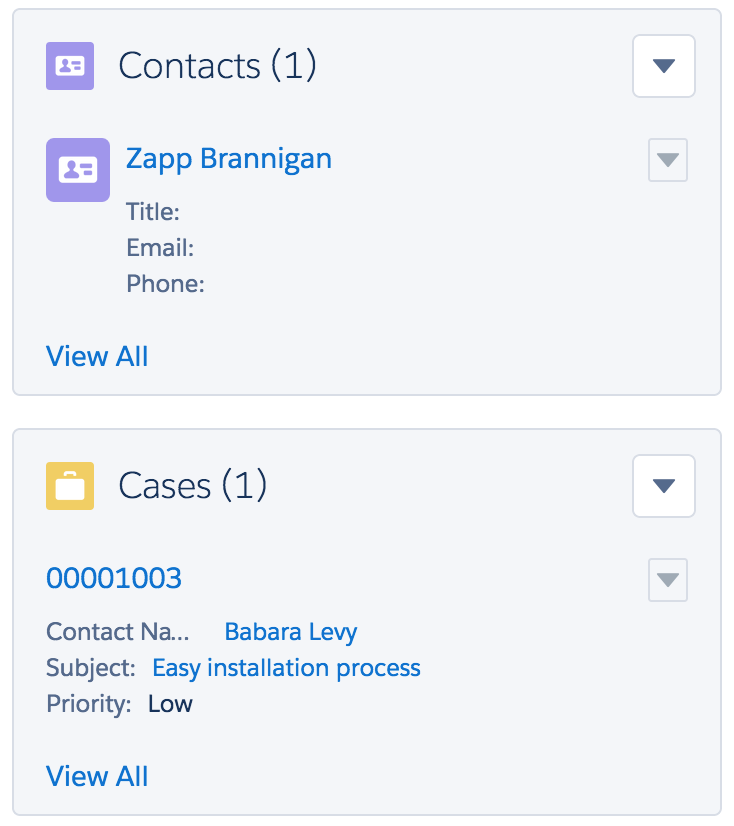 Contacts (1)
Zapp Brannigan
Title:
Email:
Phone:
View All
Cases (1)
00001003
Contact Na... Babara Levy
Subject: Easy installation process
Priority: Low
View All